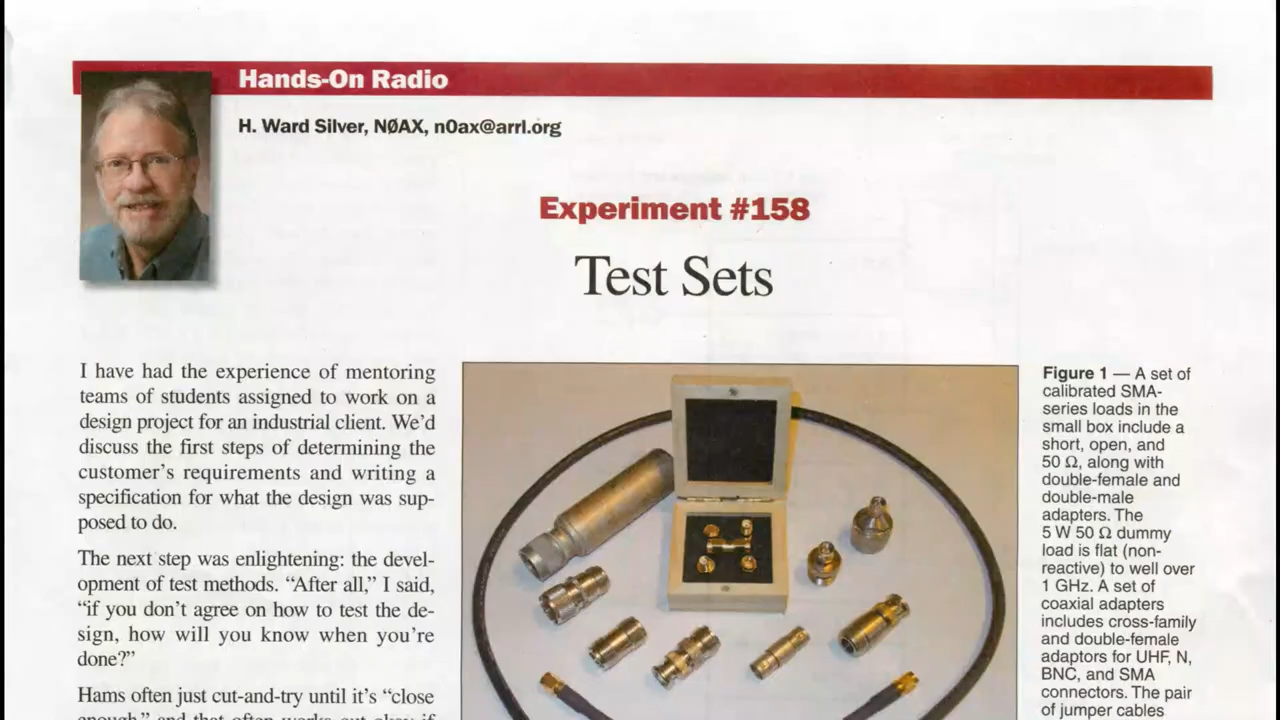 Hands-On Radio
H. Ward Silver, NØAX, n0ax@arrl.org
Experiment #158
Test Sets
I have had the experience of mentoring
teams of students assigned to work on a
design project for an industrial client. We’d
discuss the first steps of determining the
customer’s requirements and writing a
specification for what the design was sup-
posed to do.
The next step was enlightening: the devel-
opment of test methods. “After all,” I said,
“if you don’t agree on how to test the de-
sign, how will you know when you’re
done?”
Hams often just cut-and-try until it’s “close
enough,” and that often works out okay if
Figure 1 — A set of
calibrated SMA-
series loads in the
small box include a
short, open, and
50 Ω, along with
double-female and
double-male
adapters. The
5 W 50 Ω dummy
load is flat (non-
reactive) to well over
1 GHz. A set of
coaxial adapters
includes cross-family
and double-female
adaptors for UHF, N,
BNC, and SMA
connectors. The pair
of jumper cables